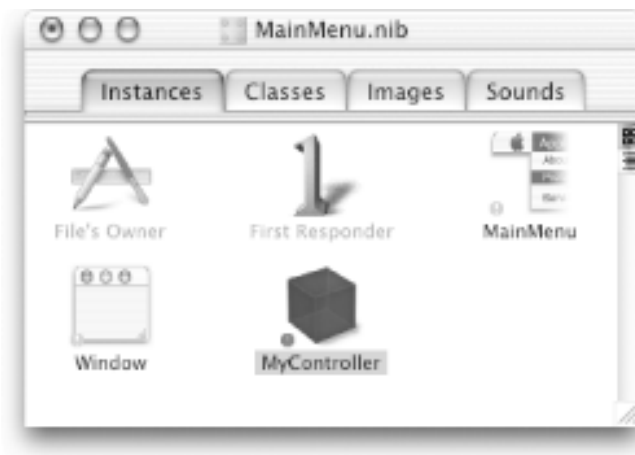 MainMenu.nib
Instances Classes Images Sounds
File's Owner First Responder MainMenu
Window MyController